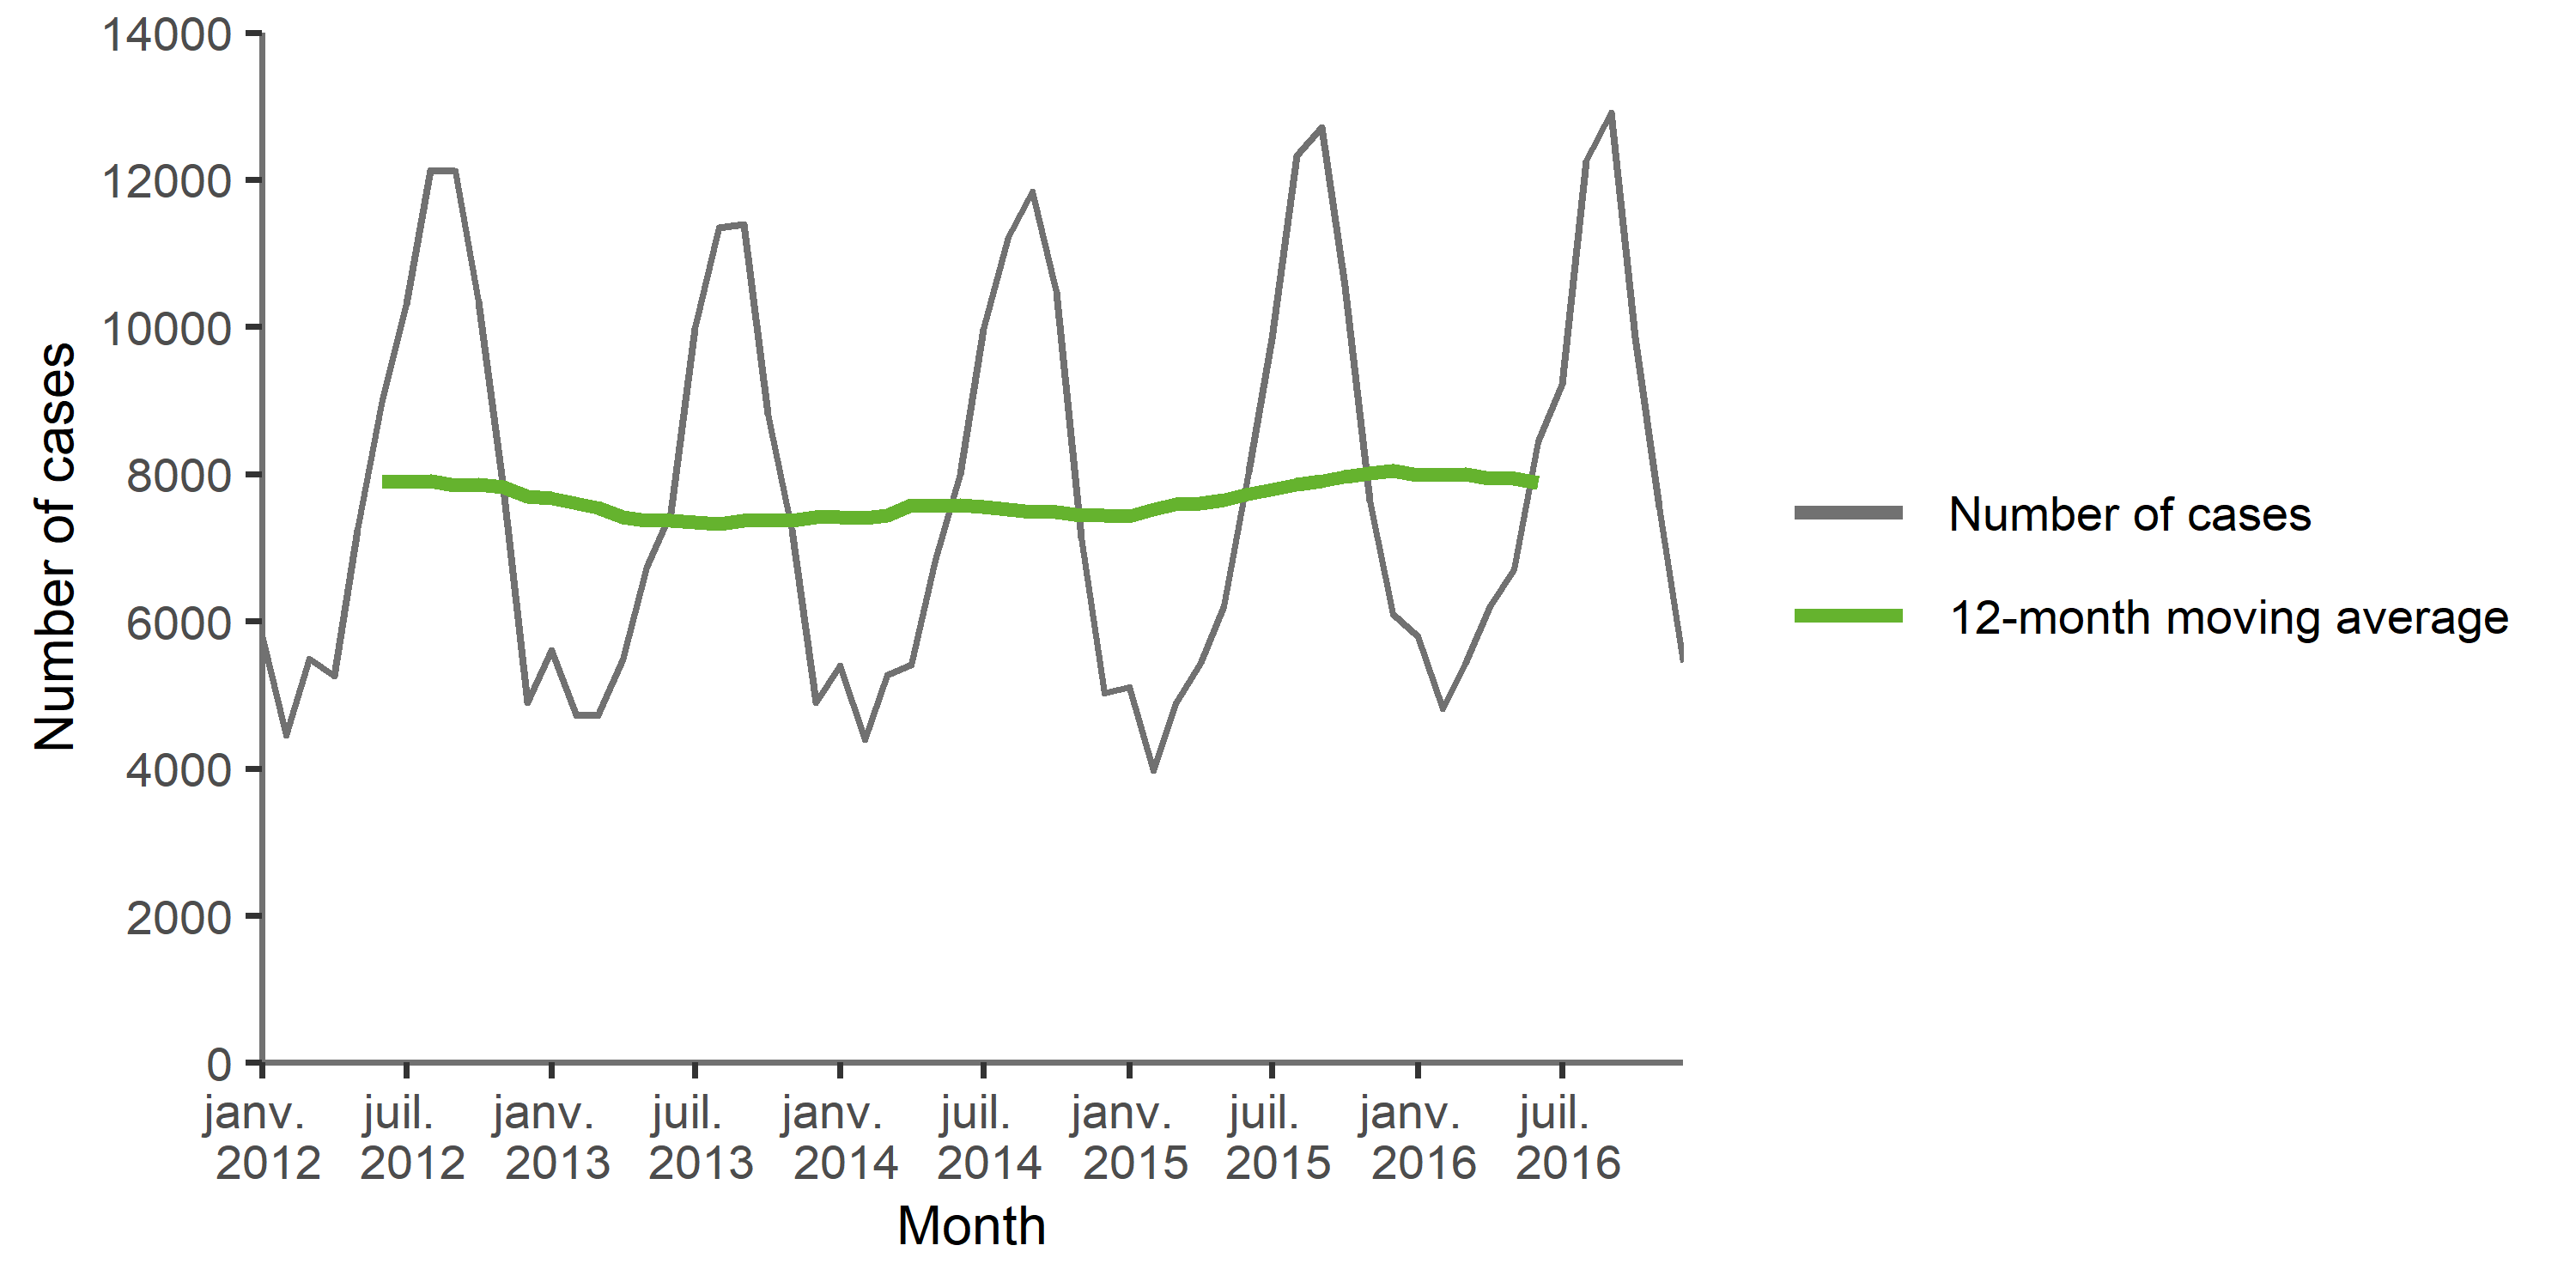 14000
12000
10000
8000
6000
4000
2000
0
Number of cases
janv. juil. janv. juil. janv. juil. janv. juil. janv. juil.
2012 2012 2013 2013 2014 2014 2015 2015 2016 2016
Month
Number of cases
12-month moving average